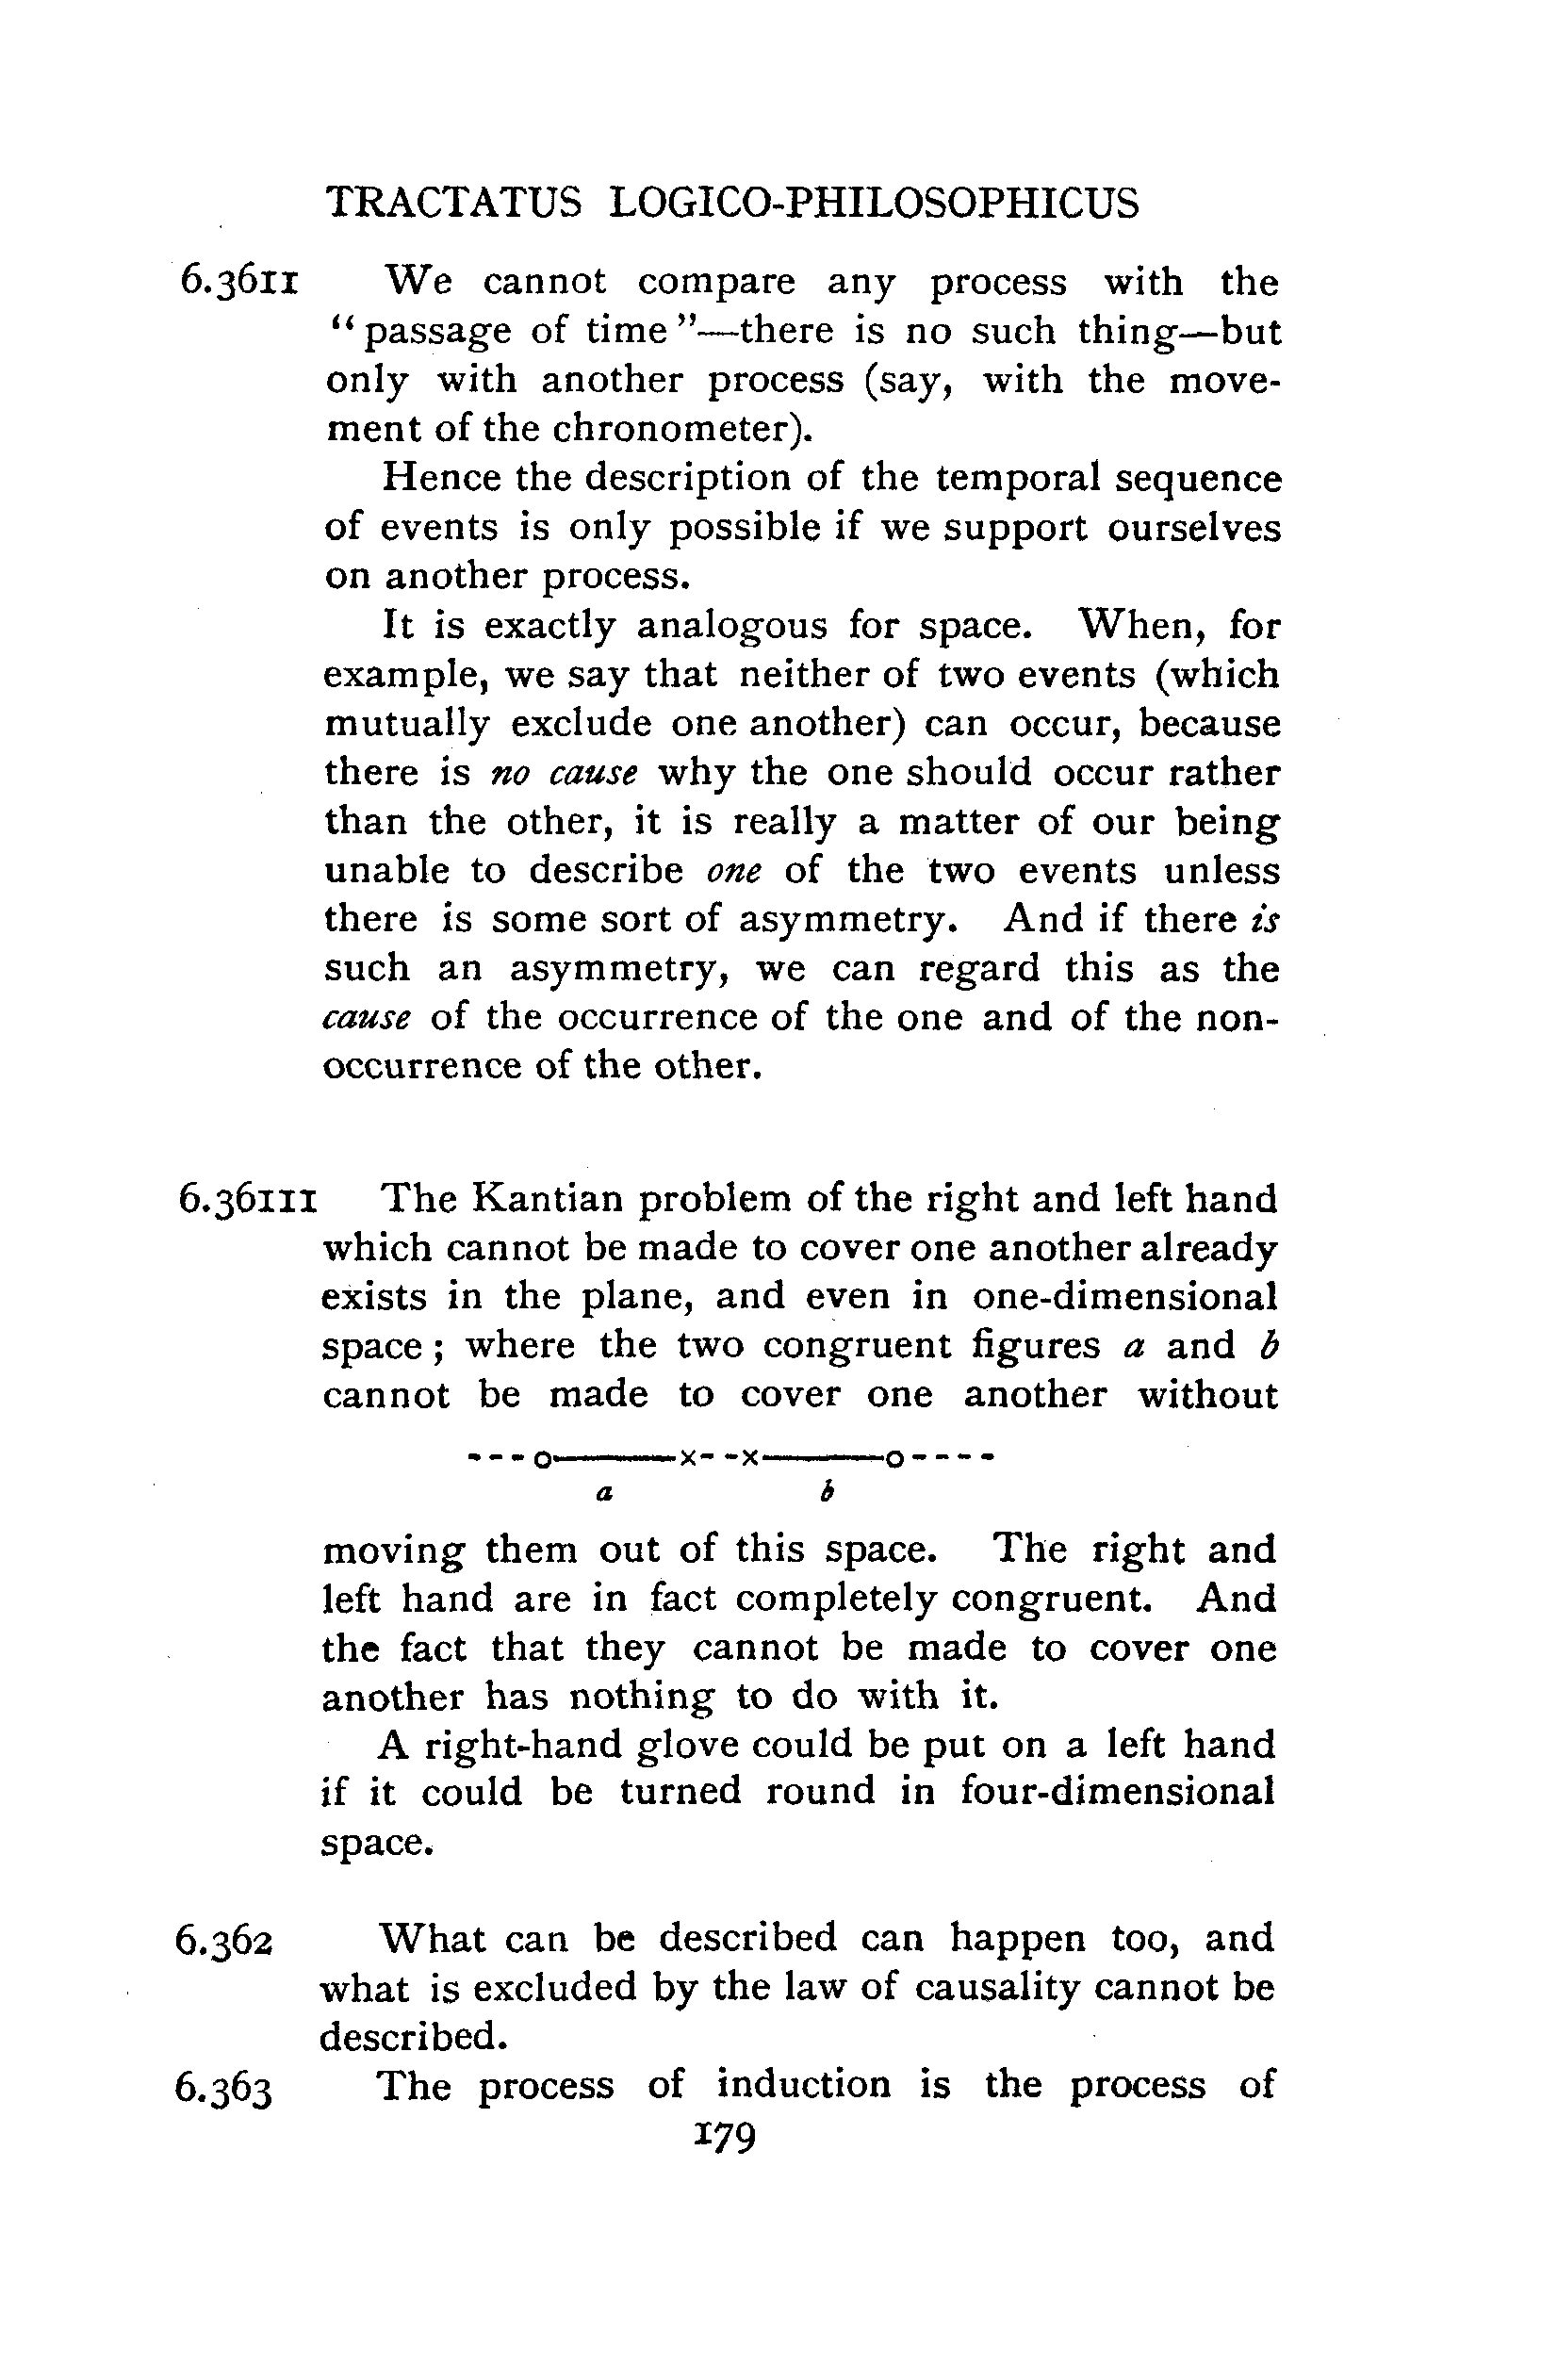 TRACTATUS LOGICO-PHILOSOPHICUS
6.3611 We cannot compare any process with the
“passage of time”—there is no such thing—but
only with another process (say, with the move-
ment of the chronometer).
Hence the description of the temporal sequence
of events is only possible if we support ourselves
on another process.
It is exactly analogous for space. When, for
example, we say that neither of two events (which
mutually exclude one another) can occur, because
there is no cause why the one should occur rather
than the other, it is really a matter of our being
unable to describe one of the two events unless
there is some sort of asymmetry. And if there is
such an asymmetry, we can regard this as the
cause of the occurrence of the one and of the non-
occurrence of the other.
6.36111 The Kantian problem of the right and left hand
which cannot be made to cover one another already
exists in the plane, and even in one-dimensional
space; where the two congruent figures a and b
cannot be made to cover one another without
- - - o———x- -x———o- - - -
a b
moving them out of this space. The right and
left hand are in fact completely congruent. And
the fact that they cannot be made to cover one
another has nothing to do with it.
A right-hand glove could be put on a left hand
if it could be turned round in four-dimensional
space.
6.362 What can be described can happen too, and
what is excluded by the law of causality cannot be
described.
6.363 The process of induction is the process of
179